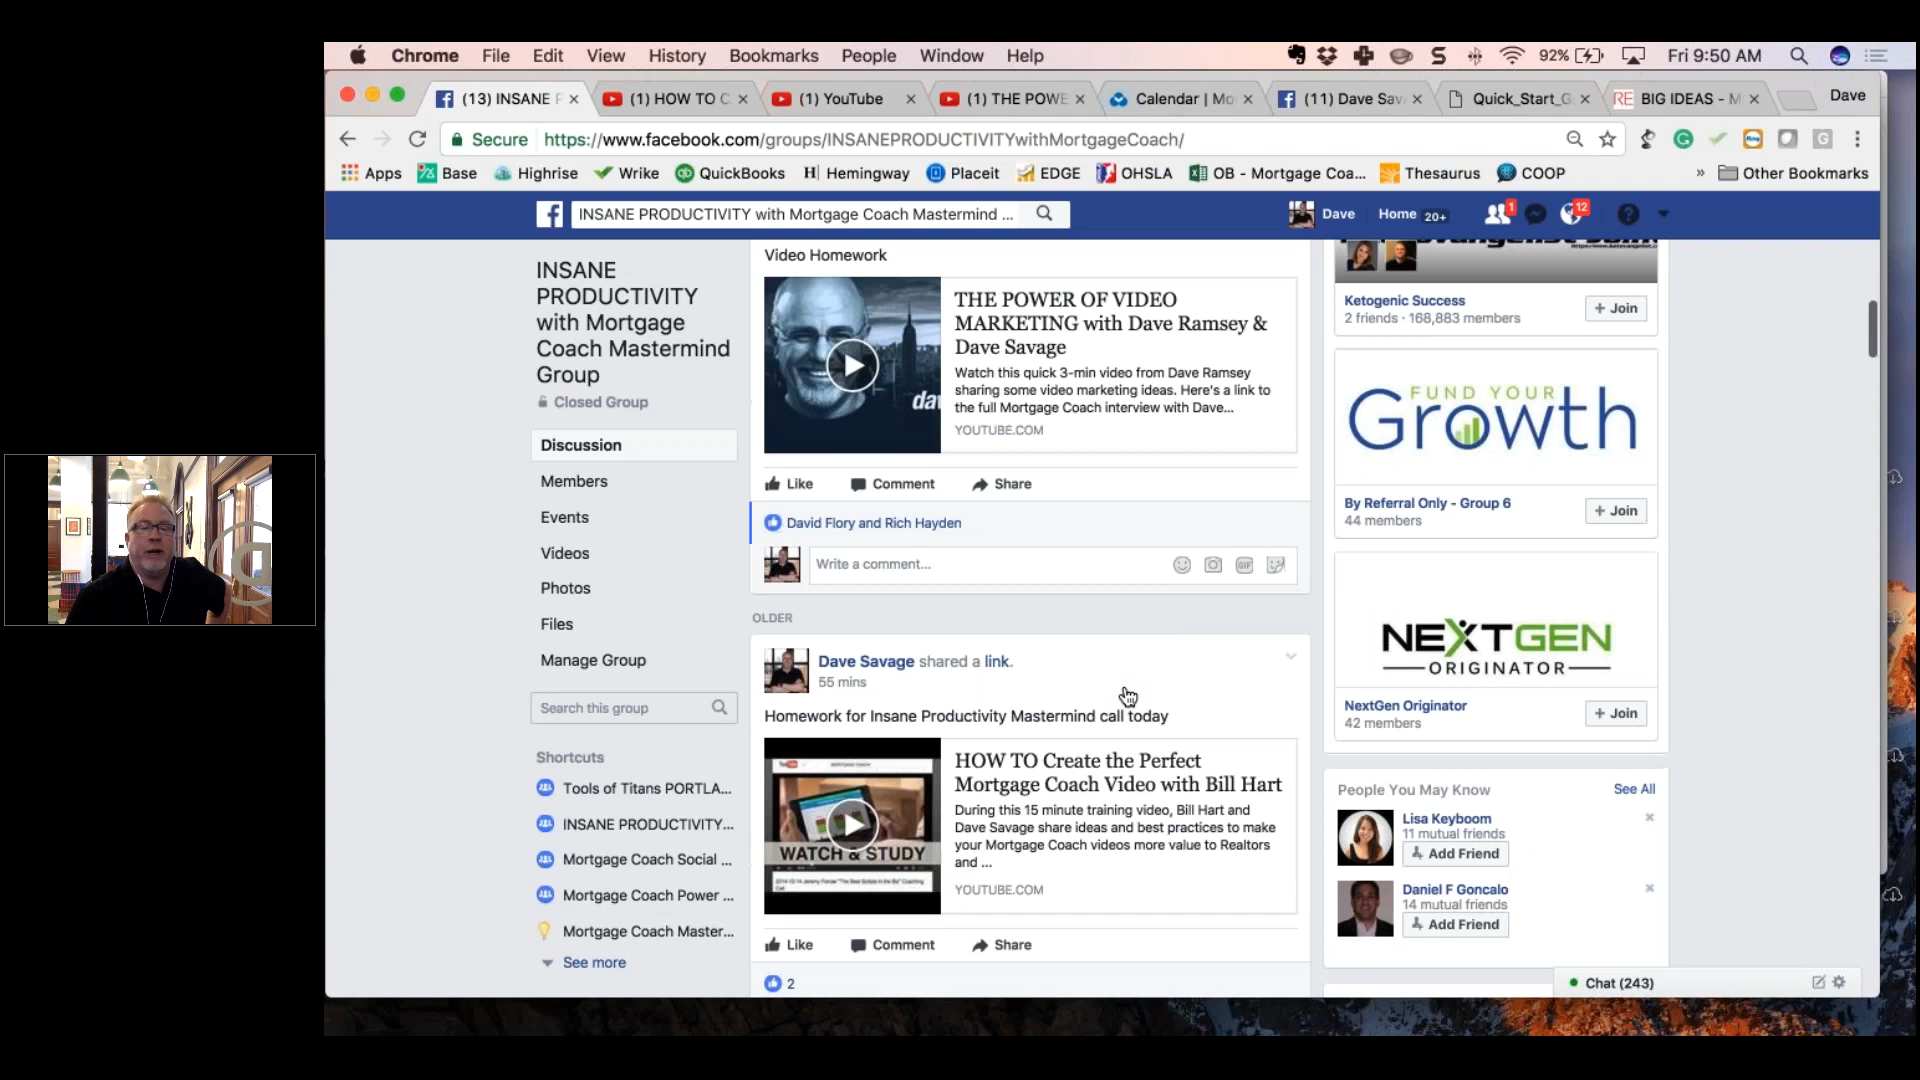 Chrome File Edit View History Bookmarks People Window Help 92% Fri 9:50 AM
(13) INSANE (1) HOW TO C (1) YouTube (1) THE POWE Calendar | Mo (11) Dave Sav Quick_Start_G BIG IDEAS - M Dave
Secure https://www.facebook.com/groups/INSANEPRODUCTIVITYwithMortgageCoach/
Apps Base Highrise Wrike QuickBooks Hemingway Placeit EDGE OHSLA OB - Mortgage Coa... Thesaurus COOP » Other Bookmarks
INSANE PRODUCTIVITY with Mortgage Coach Mastermind ... Dave Home 20+ 1 12
INSANE
PRODUCTIVITY
with Mortgage
Coach Mastermind
Group
Closed Group
Discussion
Members
Events
Videos
Photos
Files
Manage Group
Search this group
Shortcuts
Tools of Titans PORTLA...
INSANE PRODUCTIVITY...
Mortgage Coach Social ...
Mortgage Coach Power ...
Mortgage Coach Master...
See more
Video Homework
THE POWER OF VIDEO
MARKETING with Dave Ramsey &
Dave Savage
Watch this quick 3-min video from Dave Ramsey
sharing some video marketing ideas. Here's a link to
the full Mortgage Coach interview with Dave...
YOUTUBE.COM
Like Comment Share
David Flory and Rich Hayden
Write a comment...
GIF
OLDER
Dave Savage shared a link.
55 mins
Homework for Insane Productivity Mastermind call today
WATCH & STUDY
HOW TO Create the Perfect
Mortgage Coach Video with Bill Hart
During this 15 minute training video, Bill Hart and
Dave Savage share ideas and best practices to make
your Mortgage Coach videos more value to Realtors
and ...
YOUTUBE.COM
Like Comment Share
2
Ketogenic Success
2 friends · 168,883 members
+ Join
FUND YOUR
Growth
By Referral Only - Group 6
44 members
+ Join
NEXTGEN
ORIGINATOR
NextGen Originator
42 members
+ Join
People You May Know See All
Lisa Keyboom
11 mutual friends
Add Friend
Daniel F Goncalo
14 mutual friends
Add Friend
Chat (243)